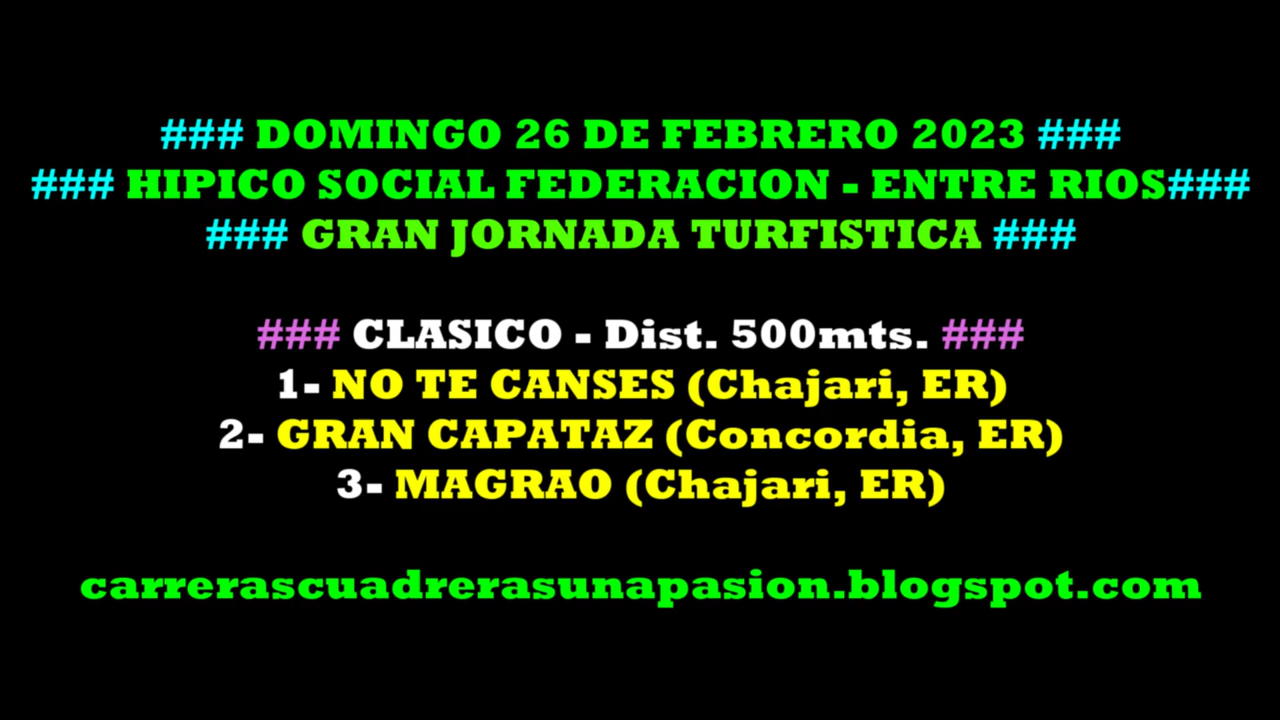 ### DOMINGO 26 DE FEBRERO 2023 ###
### HIPICO SOCIAL FEDERACION - ENTRE RIOS###
### GRAN JORNADA TURFISTICA ###
### CLASICO - Dist. 500mts. ###
1- NO TE CANSES (Chajari, ER)
2- GRAN CAPATAZ (Concordia, ER)
3- MAGRAO (Chajari, ER)
carrerascuadrerasunapasion.blogspot.com